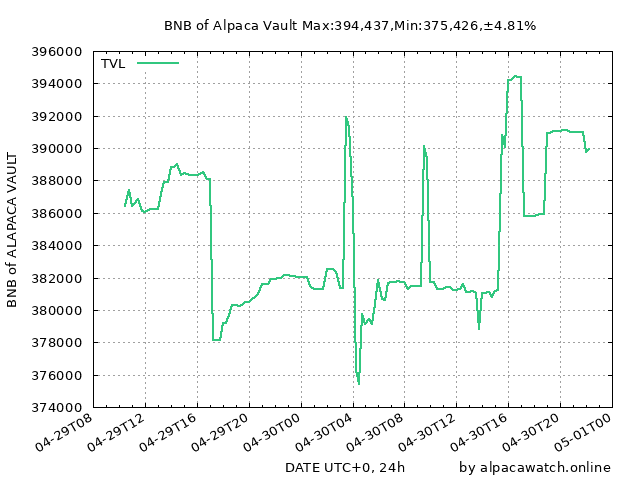 BNB of Alpaca Vault Max:394,437,Min:375,426,±4.81%
TVL
396000
394000
392000
390000
388000
386000
384000
382000
380000
378000
376000
374000
BNB of ALAPACA VAULT
04-29T08
04-29T12
04-29T16
04-29T20
04-30T00
04-30T04
04-30T08
04-30T12
04-30T16
04-30T20
05-01T00
DATE UTC+0, 24h
by alpacawatch.online